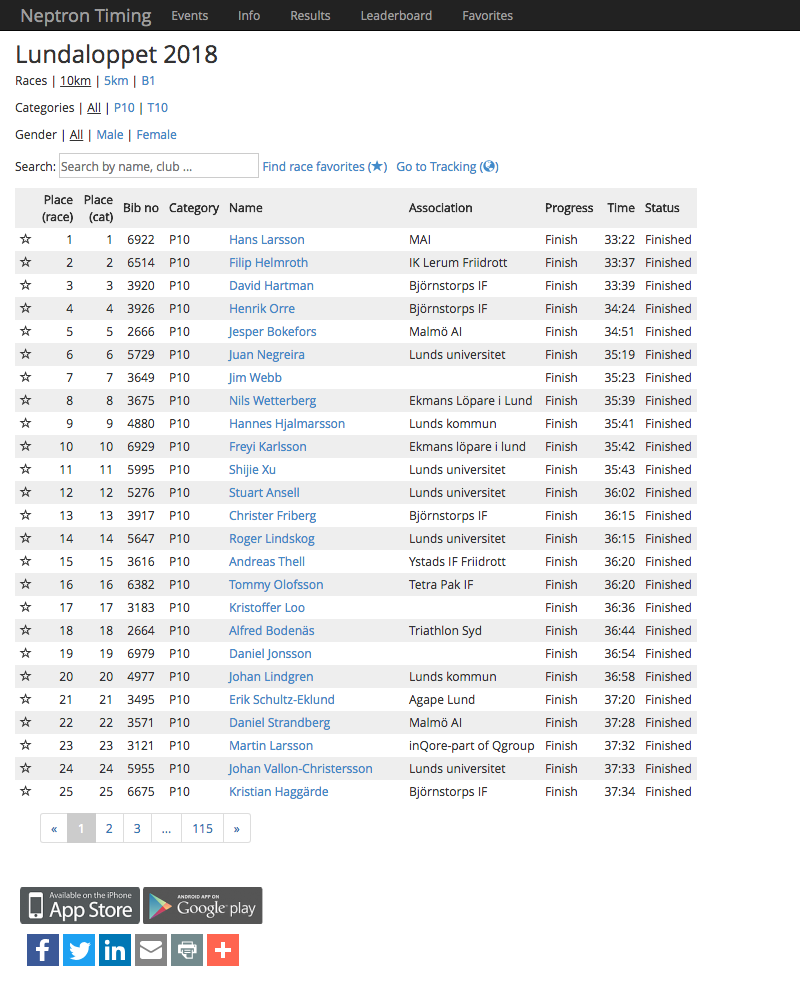 Neptron Timing Events Info Results Leaderboard Favorites
Lundaloppet 2018
Races | 10km | 5km | B1
Categories | All | P10 | T10
Gender | All | Male | Female
Search: Search by name, club ... Find race favorites (★) Go to Tracking ()
Place (race) Place (cat) Bib no Category Name Association Progress Time Status
☆ 1 1 6922 P10 Hans Larsson MAI Finish 33:22 Finished
☆ 2 2 6514 P10 Filip Helmroth IK Lerum Friidrott Finish 33:37 Finished
☆ 3 3 3920 P10 David Hartman Björnstorps IF Finish 33:39 Finished
☆ 4 4 3926 P10 Henrik Orre Björnstorps IF Finish 34:24 Finished
☆ 5 5 2666 P10 Jesper Bokefors Malmö AI Finish 34:51 Finished
☆ 6 6 5729 P10 Juan Negreira Lunds universitet Finish 35:19 Finished
☆ 7 7 3649 P10 Jim Webb Finish 35:23 Finished
☆ 8 8 3675 P10 Nils Wetterberg Ekmans Löpare i Lund Finish 35:39 Finished
☆ 9 9 4880 P10 Hannes Hjalmarsson Lunds kommun Finish 35:41 Finished
☆ 10 10 6929 P10 Freyi Karlsson Ekmans löpare i lund Finish 35:42 Finished
☆ 11 11 5995 P10 Shijie Xu Lunds universitet Finish 35:43 Finished
☆ 12 12 5276 P10 Stuart Ansell Lunds universitet Finish 36:02 Finished
☆ 13 13 3917 P10 Christer Friberg Björnstorps IF Finish 36:15 Finished
☆ 14 14 5647 P10 Roger Lindskog Lunds universitet Finish 36:15 Finished
☆ 15 15 3616 P10 Andreas Thell Ystads IF Friidrott Finish 36:20 Finished
☆ 16 16 6382 P10 Tommy Olofsson Tetra Pak IF Finish 36:20 Finished
☆ 17 17 3183 P10 Kristoffer Loo Finish 36:36 Finished
☆ 18 18 2664 P10 Alfred Bodenäs Triathlon Syd Finish 36:44 Finished
☆ 19 19 6979 P10 Daniel Jonsson Finish 36:54 Finished
☆ 20 20 4977 P10 Johan Lindgren Lunds kommun Finish 36:58 Finished
☆ 21 21 3495 P10 Erik Schultz-Eklund Agape Lund Finish 37:20 Finished
☆ 22 22 3571 P10 Daniel Strandberg Malmö AI Finish 37:28 Finished
☆ 23 23 3121 P10 Martin Larsson inQore-part of Qgroup Finish 37:32 Finished
☆ 24 24 5955 P10 Johan Vallon-Christersson Lunds universitet Finish 37:33 Finished
☆ 25 25 6675 P10 Kristian Haggärde Björnstorps IF Finish 37:34 Finished
« 1 2 3 ... 115 »
Available on the iPhone
App Store
ANDROID APP ON
Google play